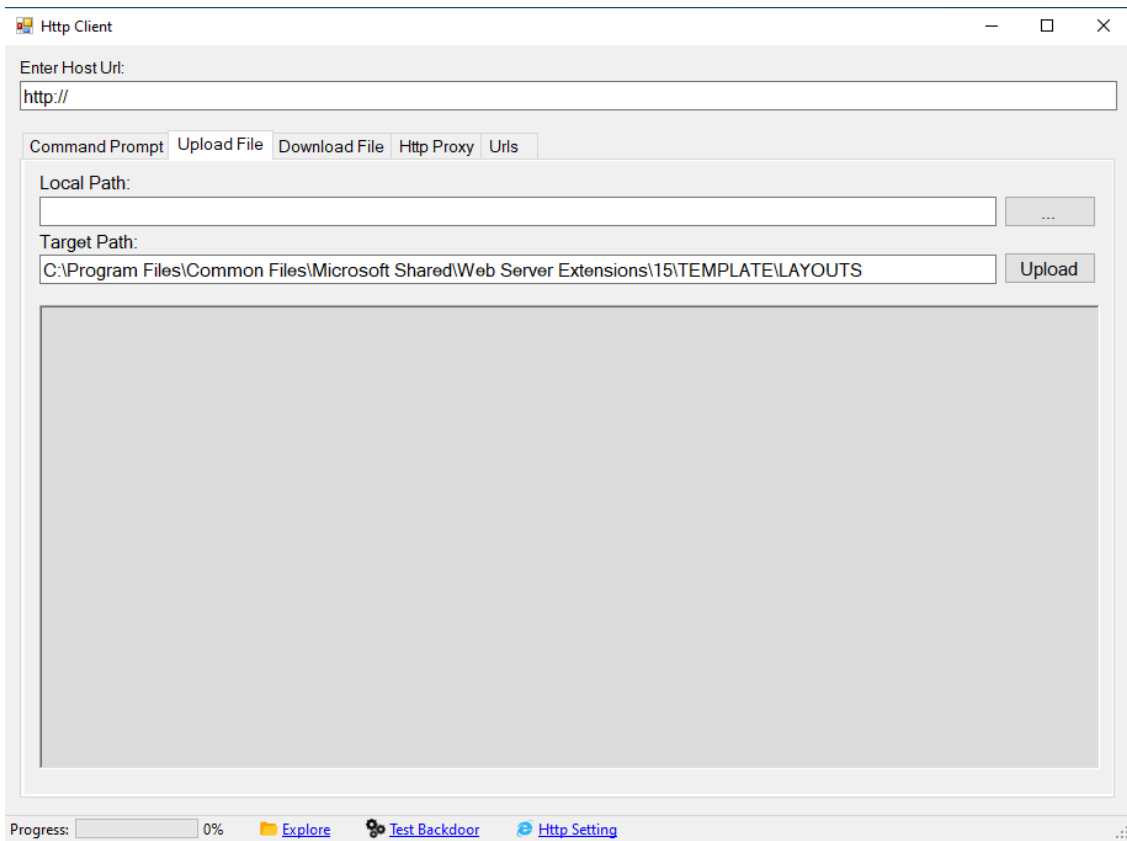 Http Client
Enter Host Url:
http://
Command Prompt Upload File Download File Http Proxy Urls
Local Path:
...
Target Path:
C:\Program Files\Common Files\Microsoft Shared\Web Server Extensions\15\TEMPLATE\LAYOUTS Upload
Progress: 0% Explore Test Backdoor Http Setting